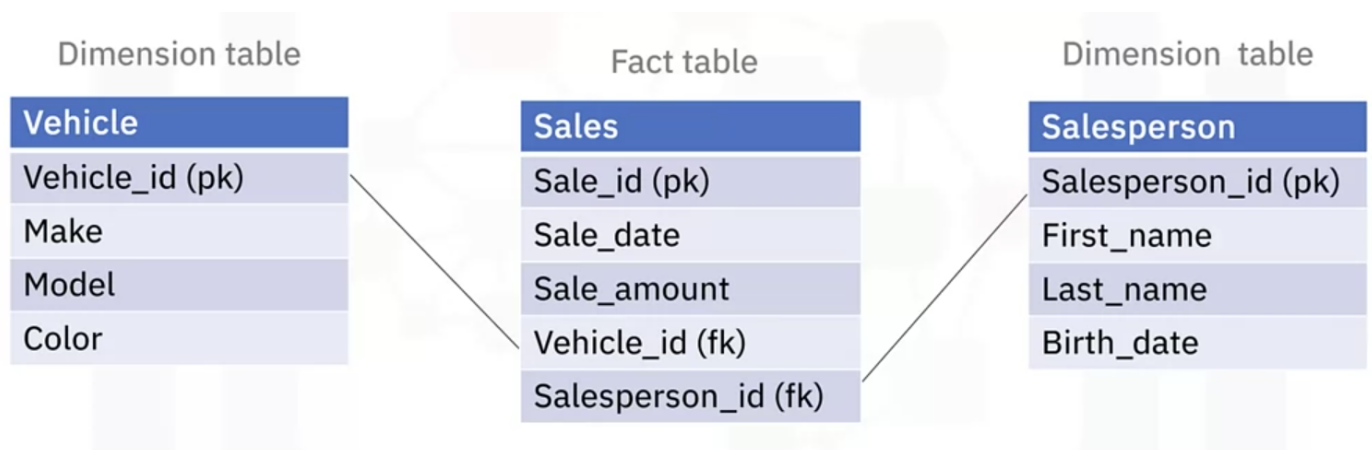 Dimension table
Vehicle
Vehicle_id (pk)
Make
Model
Color
Fact table
Sales
Sale_id (pk)
Sale_date
Sale_amount
Vehicle_id (fk)
Salesperson_id (fk)
Dimension table
Salesperson
Salesperson_id (pk)
First_name
Last_name
Birth_date